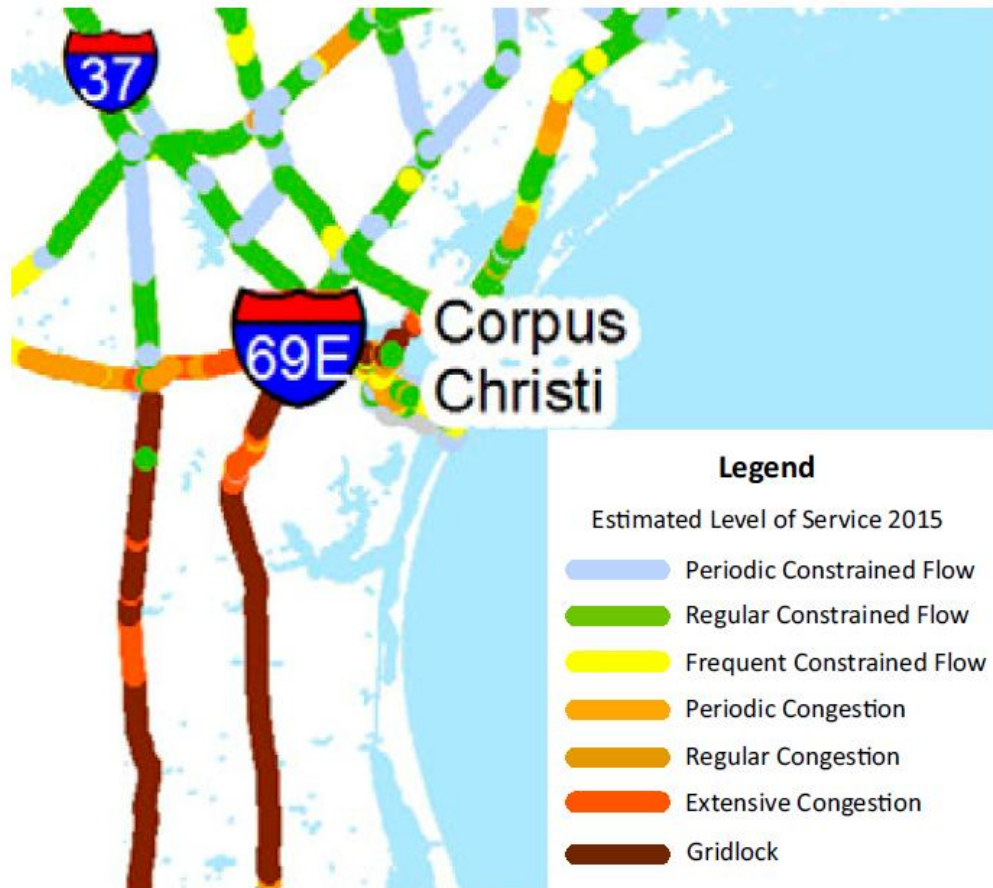 37
69E
Corpus
Christi
Legend
Estimated Level of Service 2015
Periodic Constrained Flow
Regular Constrained Flow
Frequent Constrained Flow
Periodic Congestion
Regular Congestion
Extensive Congestion
Gridlock